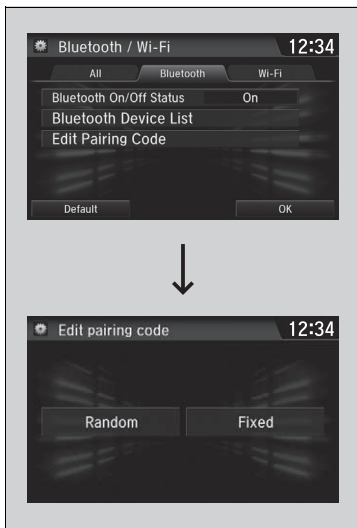 Bluetooth / Wi-Fi 12:34
All Bluetooth Wi-Fi
Bluetooth On/Off Status On
Bluetooth Device List
Edit Pairing Code
Default OK
Edit pairing code 12:34
Random Fixed